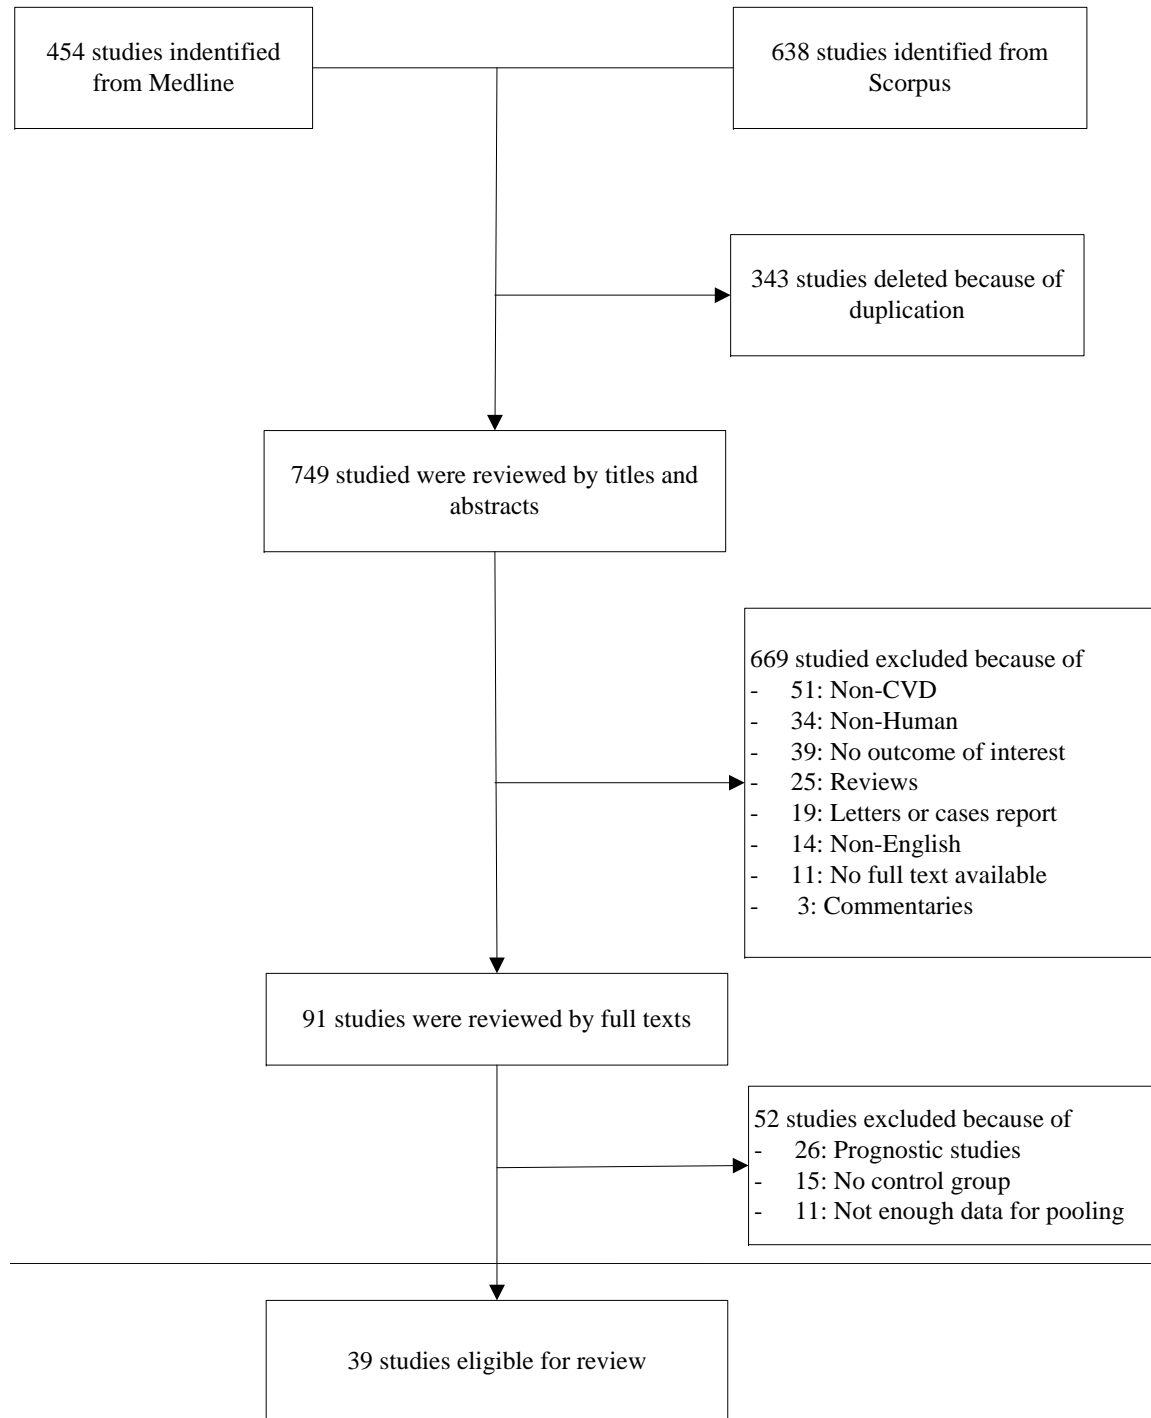 454 studies indentified
from Medline
638 studies identified from
Scorpus
343 studies deleted because of
duplication
749 studied were reviewed by titles and
abstracts
669 studied excluded because of
- 51: Non-CVD
- 34: Non-Human
- 39: No outcome of interest
- 25: Reviews
- 19: Letters or cases report
- 14: Non-English
- 11: No full text available
- 3: Commentaries
91 studies were reviewed by full texts
52 studies excluded because of
- 26: Prognostic studies
- 15: No control group
- 11: Not enough data for pooling
39 studies eligible for review